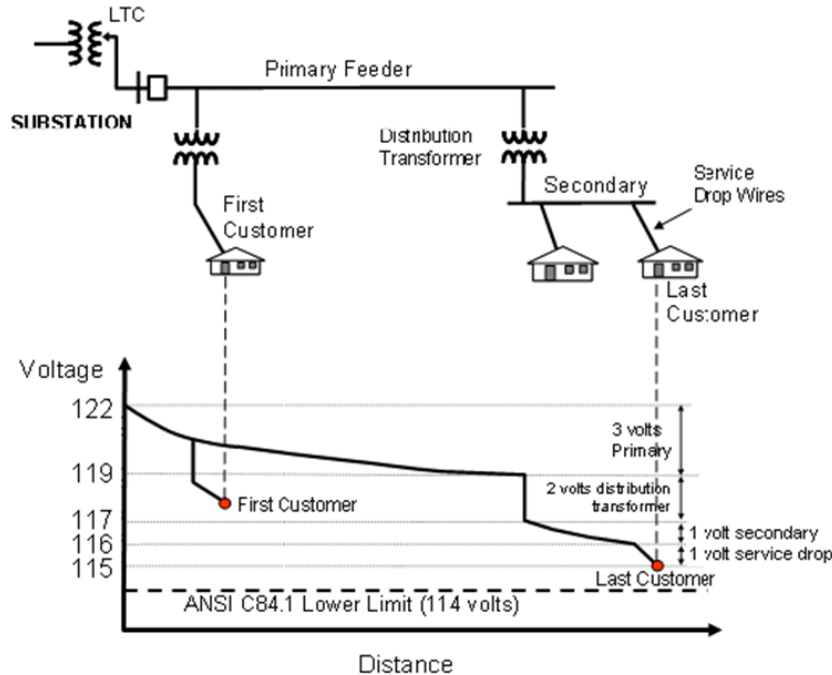 LTC
Primary Feeder
SUBSTATION
Distribution
Transformer
Secondary
Service
Drop Wires
First
Customer
Last
Customer
Voltage
122
3 volts
Primary
119
2 volts distribution
transformer
First Customer
117
1 volt secondary
116
1 volt service drop
115
Last Customer
ANSI C84.1 Lower Limit (114 volts)
Distance